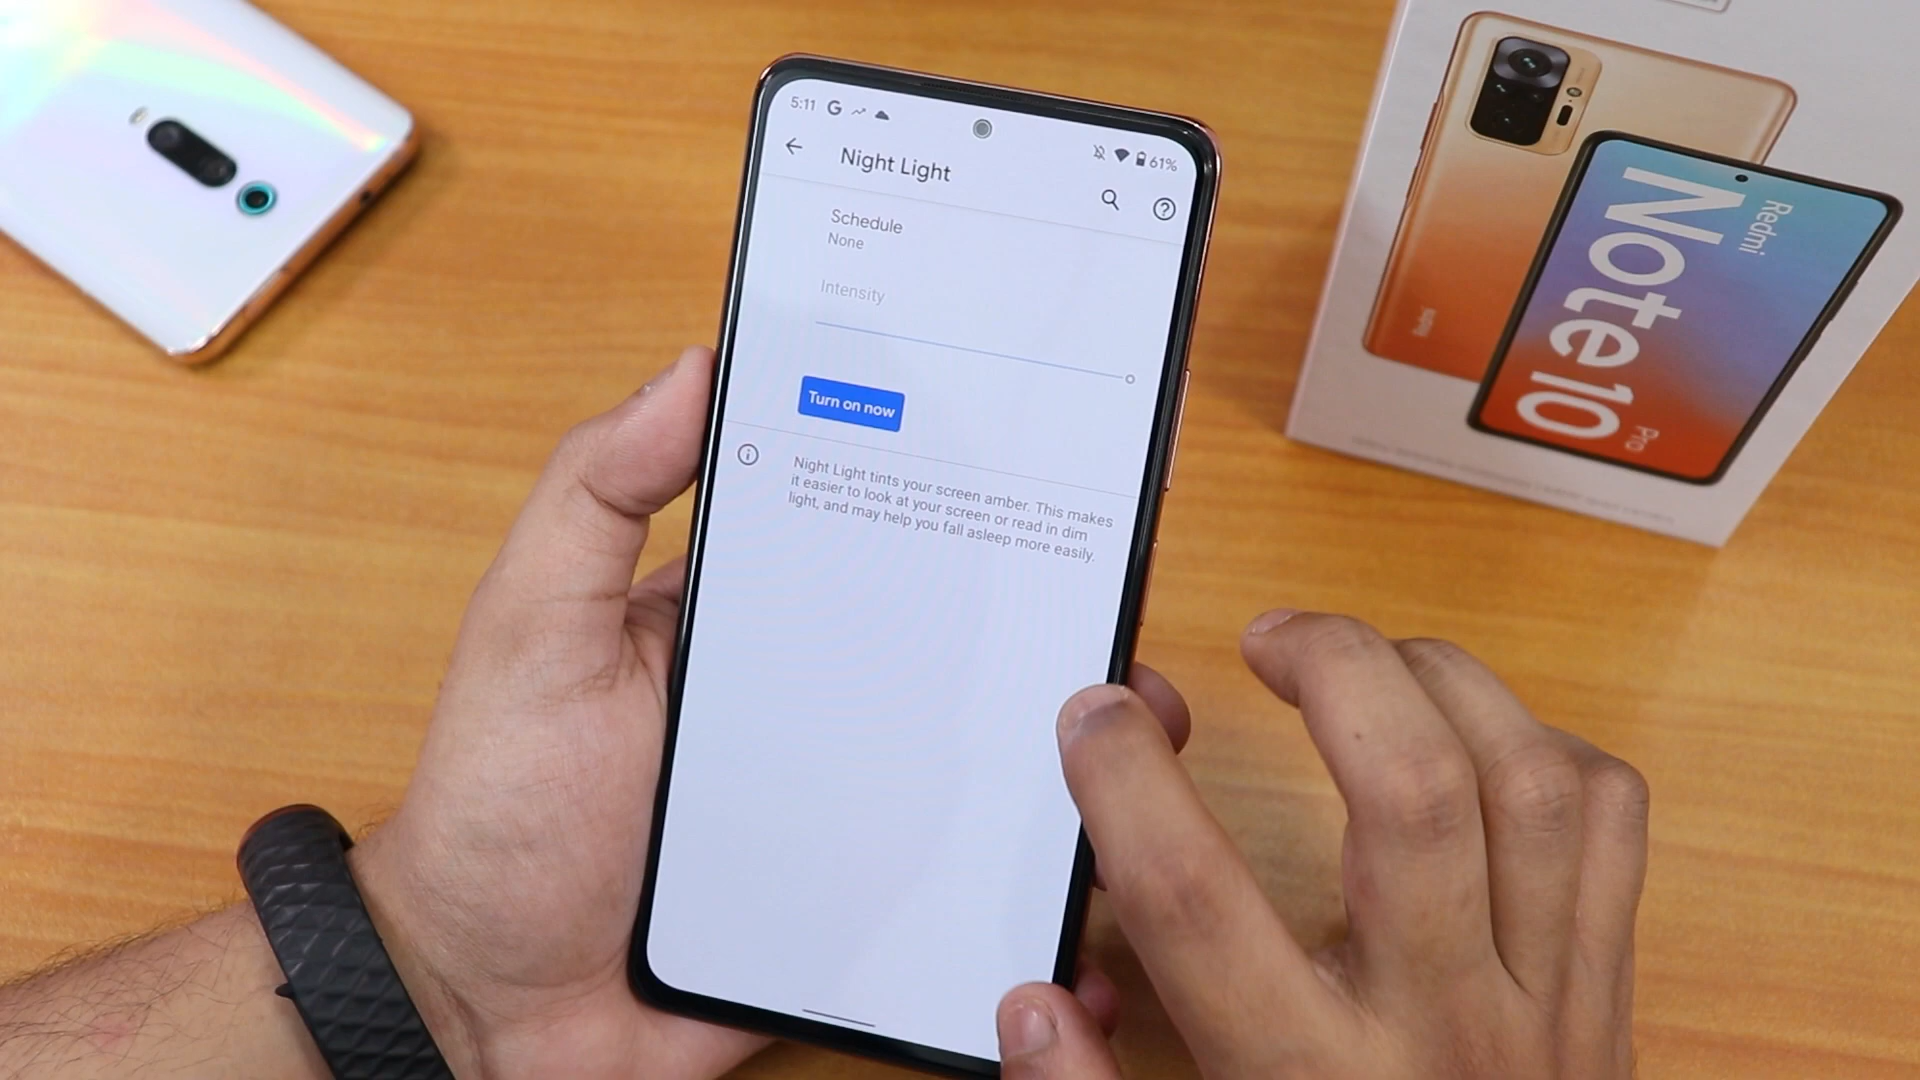 5:11
61%
Night Light
Schedule
None
Intensity
Turn on now
Night Light tints your screen amber. This makes
it easier to look at your screen or read in dim
light, and may help you fall asleep more easily.
Redmi
Note 10
Pro